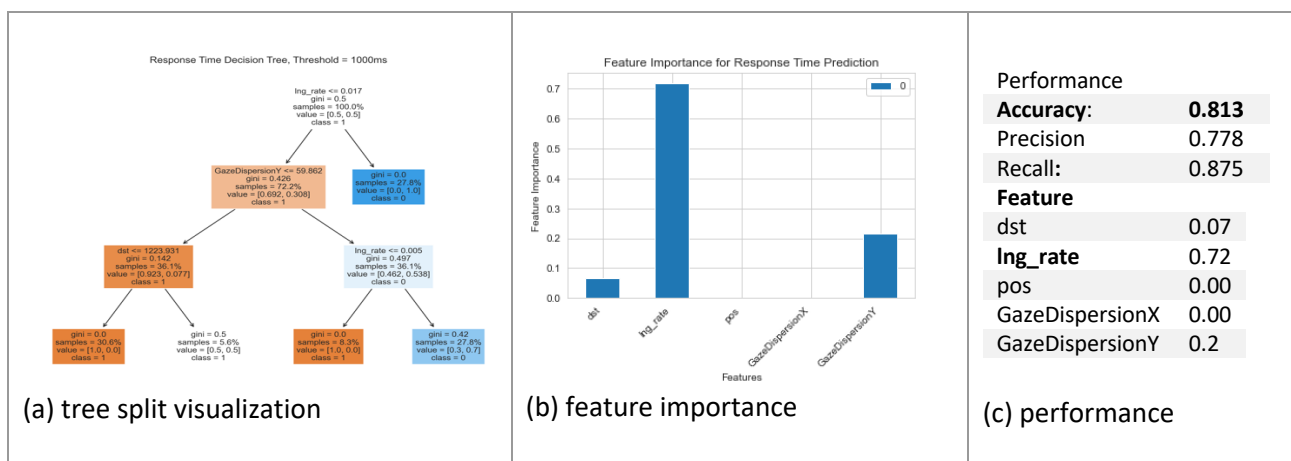 Response Time Decision Tree, Threshold = 1000ms
lng_rate <= 0.017
gini = 0.5
samples = 100.0%
value = [0.5, 0.5]
class = 1
GazeDispersionY <= 59.862
gini = 0.426
samples = 72.2%
value = [0.692, 0.308]
class = 1
gini = 0.0
samples = 27.8%
value = [0.0, 1.0]
class = 0
dst <= 1223.931
gini = 0.142
samples = 36.1%
value = [0.923, 0.077]
class = 1
lng_rate <= 0.005
gini = 0.497
samples = 36.1%
value = [0.462, 0.538]
class = 0
gini = 0.0
samples = 30.6%
value = [1.0, 0.0]
class = 1
gini = 0.5
samples = 5.6%
value = [0.5, 0.5]
class = 1
gini = 0.0
samples = 8.3%
value = [1.0, 0.0]
class = 1
gini = 0.42
samples = 27.8%
value = [0.3, 0.7]
class = 0
(a) tree split visualization
Feature Importance for Response Time Prediction
0
0.7
0.6
0.5
0.4
0.3
0.2
0.1
0.0
Feature Importance
dst
lng_rate
pos
GazeDispersionX
GazeDispersionY
Features
(b) feature importance
Performance
Accuracy: 0.813
Precision 0.778
Recall: 0.875
Feature
dst 0.07
lng_rate 0.72
pos 0.00
GazeDispersionX 0.00
GazeDispersionY 0.2
(c) performance